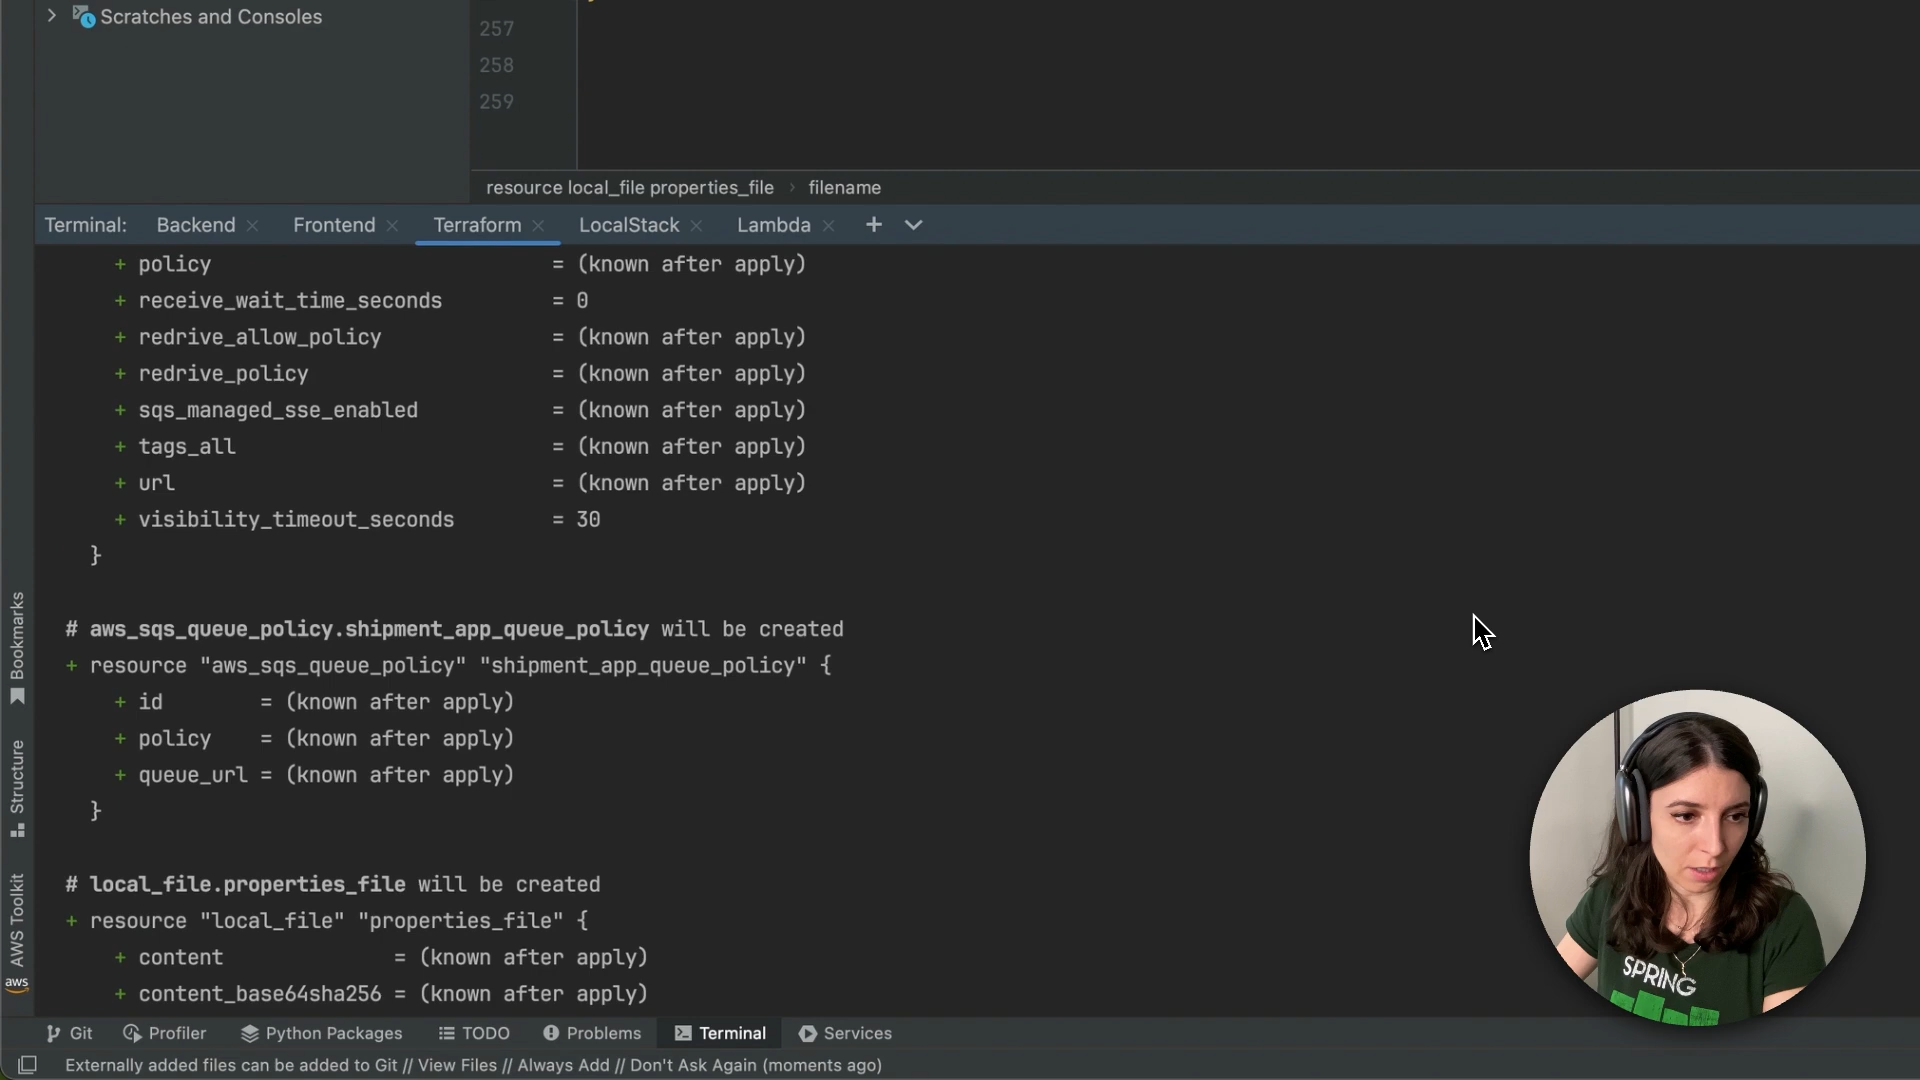 Scratches and Consoles
257
258
259
resource local_file properties_file › filename
Terminal: Backend Frontend Terraform LocalStack Lambda
+ policy = (known after apply)
+ receive_wait_time_seconds = 0
+ redrive_allow_policy = (known after apply)
+ redrive_policy = (known after apply)
+ sqs_managed_sse_enabled = (known after apply)
+ tags_all = (known after apply)
+ url = (known after apply)
+ visibility_timeout_seconds = 30
}
# aws_sqs_queue_policy.shipment_app_queue_policy will be created
+ resource "aws_sqs_queue_policy" "shipment_app_queue_policy" {
+ id = (known after apply)
+ policy = (known after apply)
+ queue_url = (known after apply)
}
# local_file.properties_file will be created
+ resource "local_file" "properties_file" {
+ content = (known after apply)
+ content_base64sha256 = (known after apply)
Bookmarks
Structure
AWS Toolkit
aws
SPRING
Git Profiler Python Packages TODO Problems Terminal Services
Externally added files can be added to Git // View Files // Always Add // Don't Ask Again (moments ago)